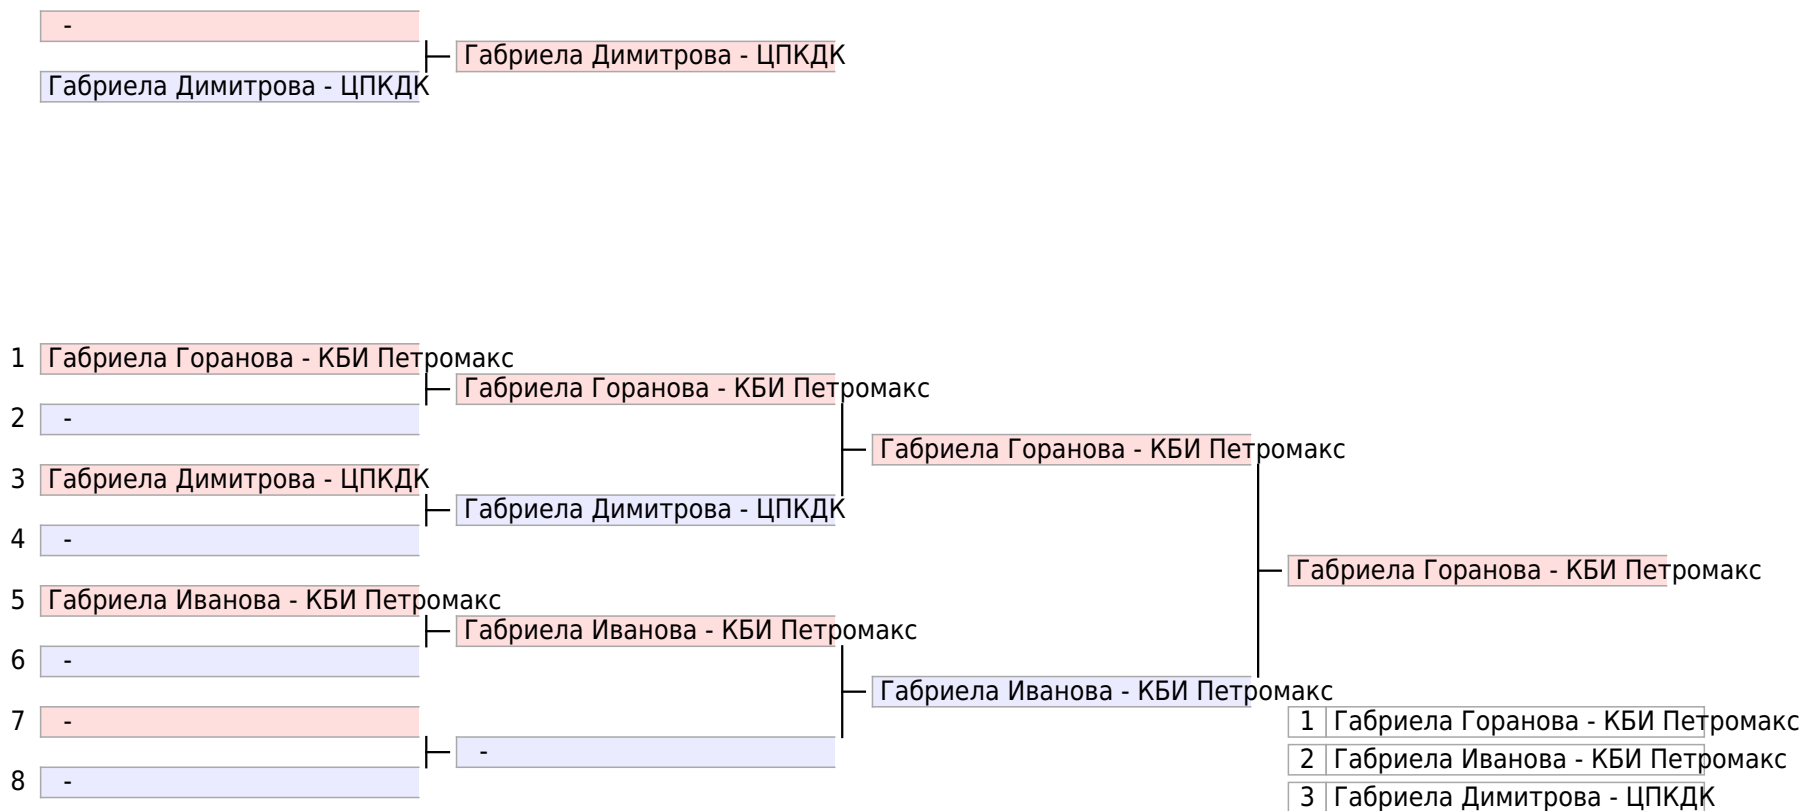 -
Габриела Димитрова - ЦПКДК
Габриела Димитрова - ЦПКДК
1 Габриела Горанова - КБИ Петромакс
Габриела Горанова - КБИ Петромакс
2 -
Габриела Горанова - КБИ Петромакс
3 Габриела Димитрова - ЦПКДК
Габриела Димитрова - ЦПКДК
4 -
Габриела Горанова - КБИ Петромакс
5 Габриела Иванова - КБИ Петромакс
Габриела Иванова - КБИ Петромакс
6 -
Габриела Иванова - КБИ Петромакс
7 -
1 Габриела Горанова - КБИ Петромакс
-
2 Габриела Иванова - КБИ Петромакс
8 -
3 Габриела Димитрова - ЦПКДК